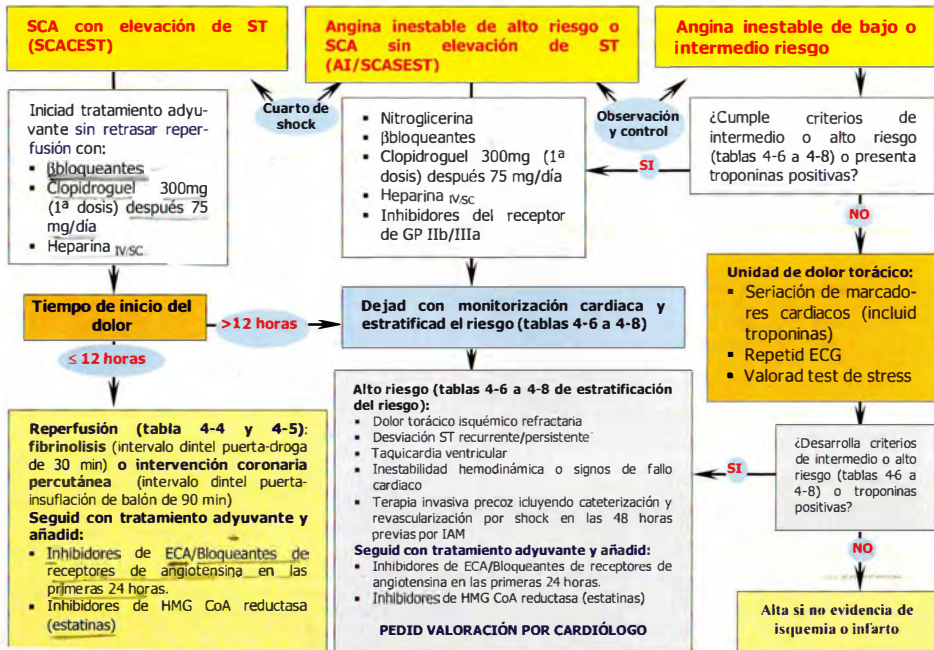 SCA con elevación de ST
(SCACEST)
Angina inestable de alto riesgo o
SCA sin elevación de ST
(AI/SCASEST)
Angina inestable de bajo o
intermedio riesgo
Cuarto de
shock
Observación
y control
Iniciad tratamiento adyu-
vante sin retrasar reper-
fusión con:
▪ βbloqueantes
▪ Clopidroguel 300mg
(1ª dosis) después 75
mg/día
▪ Heparina IV/SC
▪ Nitroglicerina
▪ βbloqueantes
▪ Clopidroguel 300mg (1ª
dosis) después 75 mg/día
▪ Heparina IV/SC
▪ Inhibidores del receptor
de GP IIb/IIIa
¿Cumple criterios de
intermedio o alto riesgo
(tablas 4-6 a 4-8) o presenta
troponinas positivas?
SI
NO
Tiempo de inicio del
dolor
>12 horas
≤ 12 horas
Dejad con monitorización cardiaca y
estratificad el riesgo (tablas 4-6 a 4-8)
Unidad de dolor torácico:
▪ Seriación de marcado-
res cardiacos (incluid
troponinas)
▪ Repetid ECG
▪ Valorad test de stress
Reperfusión (tabla 4-4 y 4-5):
fibrinolisis (intervalo dintel puerta-droga
de 30 min) o intervención coronaria
percutánea (intervalo dintel puerta-
insuflación de balón de 90 min)
Seguid con tratamiento adyuvante y
añadid:
▪ Inhibidores de ECA/Bloqueantes de
receptores de angiotensina en las
primeras 24 horas.
▪ Inhibidores de HMG CoA reductasa
(estatinas)
Alto riesgo (tablas 4-6 a 4-8 de estratificación
del riesgo):
▪ Dolor torácico isquémico refractaria
▪ Desviación ST recurrente/persistente
▪ Taquicardia ventricular
▪ Inestabilidad hemodinámica o signos de fallo
cardiaco
▪ Terapia invasiva precoz icluyendo cateterización y
revascularización por shock en las 48 horas
previas por IAM
Seguid con tratamiento adyuvante y añadid:
▪ Inhibidores de ECA/Bloqueantes de receptores de
angiotensina en las primeras 24 horas.
▪ Inhibidores de HMG CoA reductasa (estatinas)
PEDID VALORACIÓN POR CARDIÓLOGO
¿Desarrolla criterios
de intermedio o alto
riesgo (tablas 4-6 a
4-8) o troponinas
positivas?
SI
NO
Alta si no evidencia de
isquemia o infarto